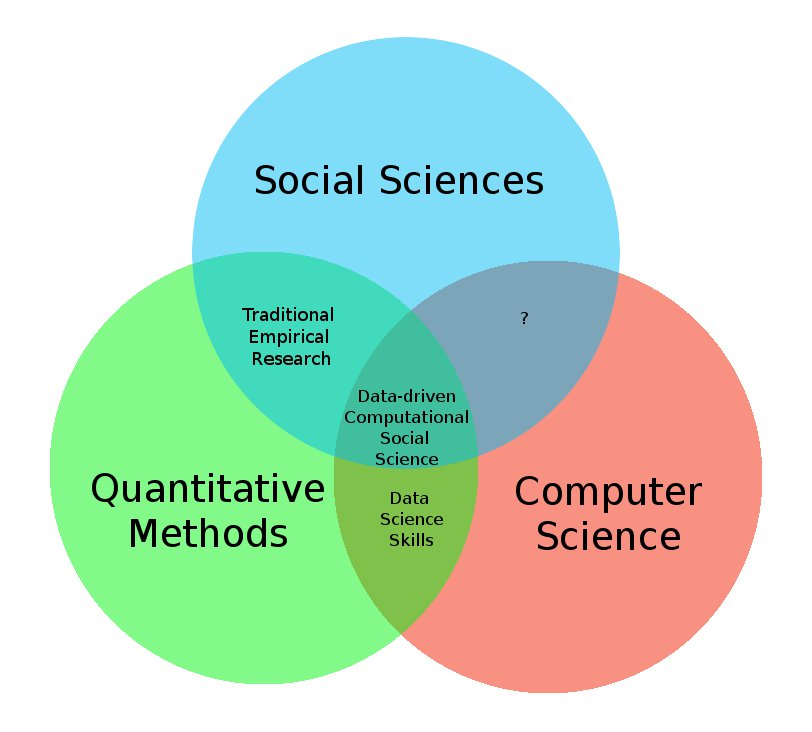 Social Sciences
Traditional
Empirical
Research
?
Data-driven
Computational
Social
Science
Quantitative
Methods
Data
Science
Skills
Computer
Science